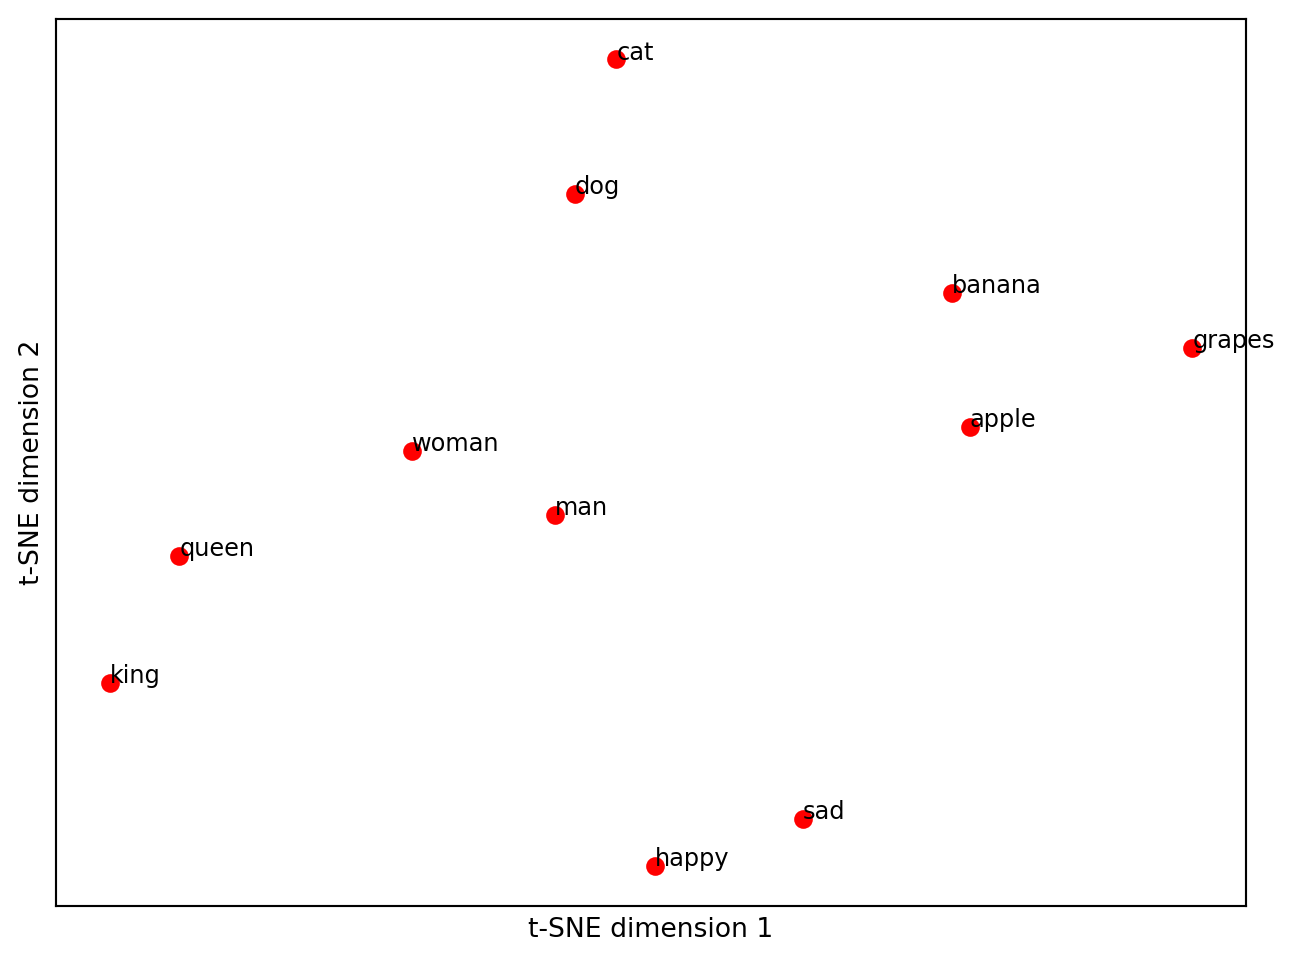 cat
dog
banana
grapes
apple
woman
man
queen
king
sad
happy
t-SNE dimension 2
t-SNE dimension 1